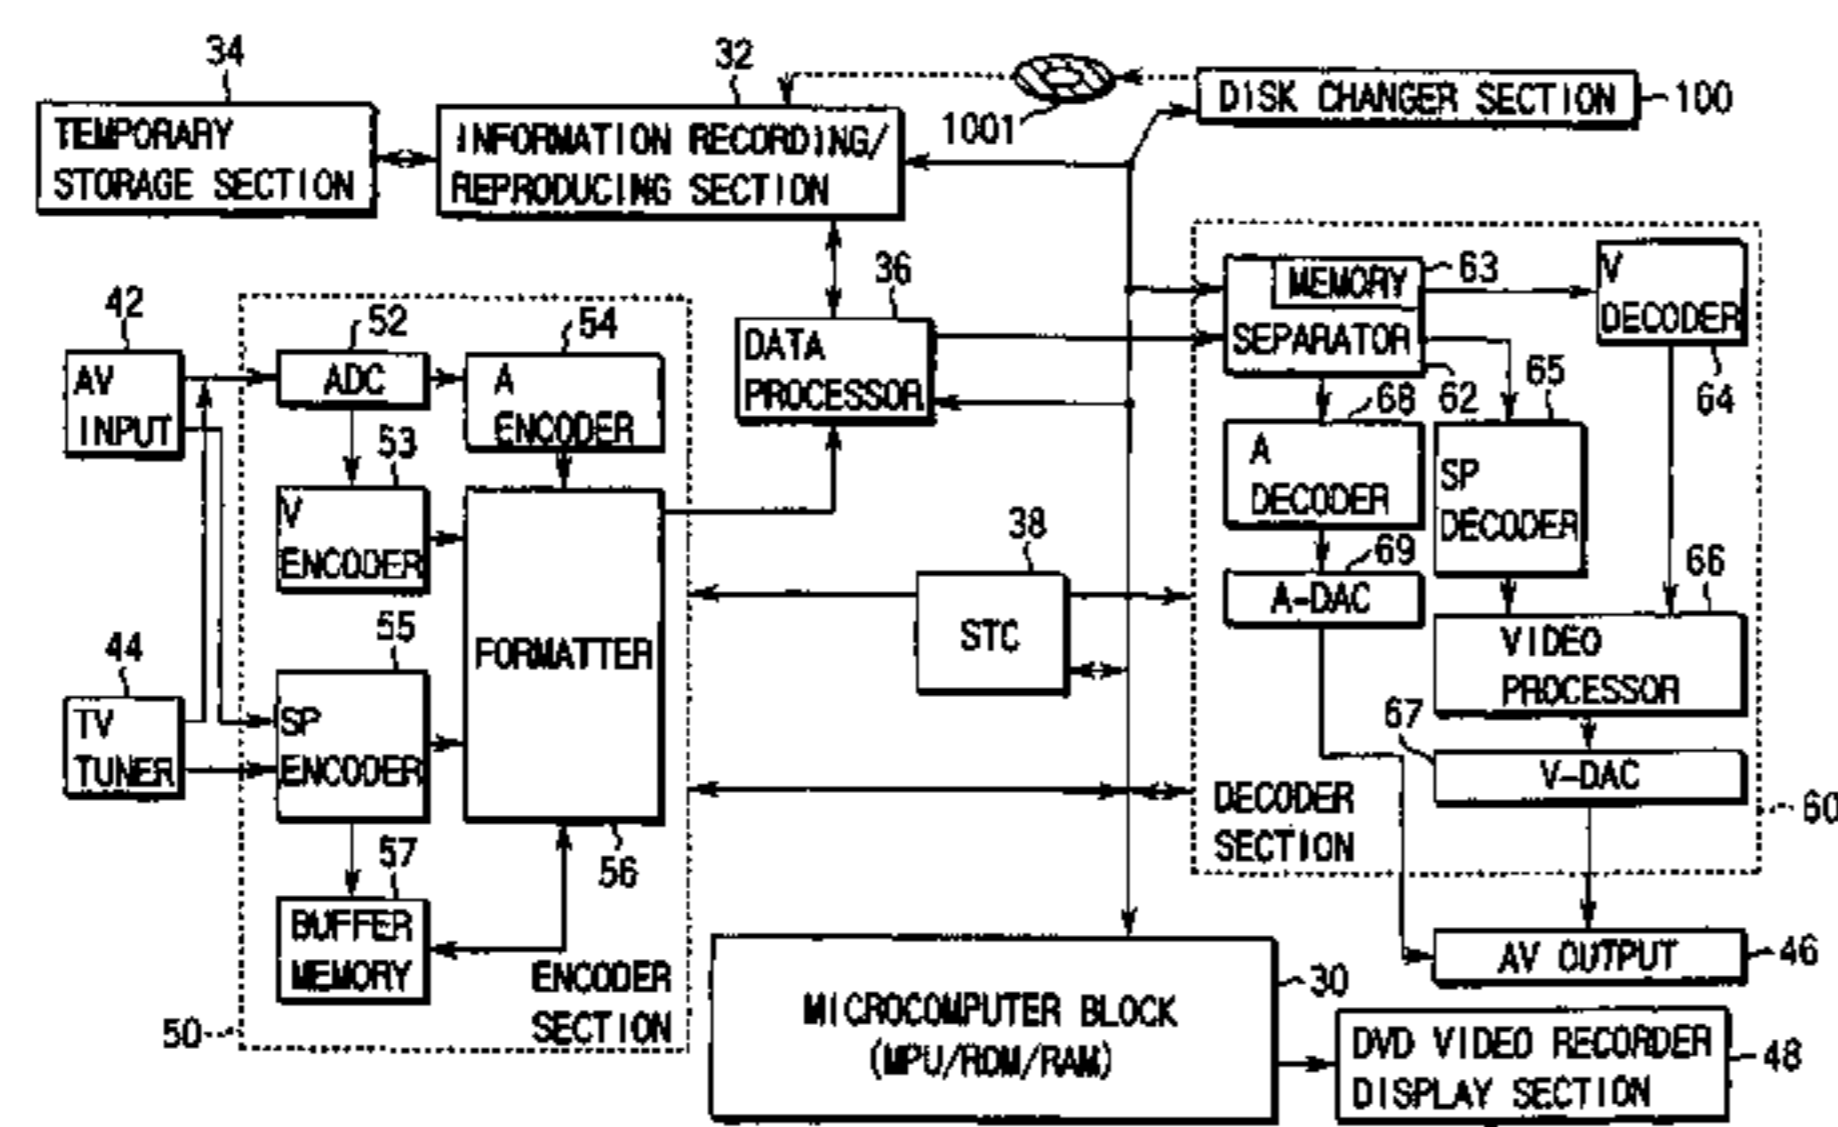 34
32
DISK CHANGER SECTION
100
1001
TEMPORARY
STORAGE SECTION
INFORMATION RECORDING/
REPRODUCING SECTION
36
DATA
PROCESSOR
42
AV
INPUT
52
ADC
54
A
ENCODER
53
V
ENCODER
55
SP
ENCODER
44
TV
TUNER
FORMATTER
56
57
BUFFER
MEMORY
ENCODER
SECTION
50
38
STC
MEMORY
63
SEPARATOR
62
V
DECODER
64
65
SP
DECODER
68
A
DECODER
69
A-DAC
66
VIDEO
PROCESSOR
67
V-DAC
DECODER
SECTION
60
AV OUTPUT
46
MICROCOMPUTER BLOCK
(MPU/ROM/RAM)
30
DVD VIDEO RECORDER
DISPLAY SECTION
48